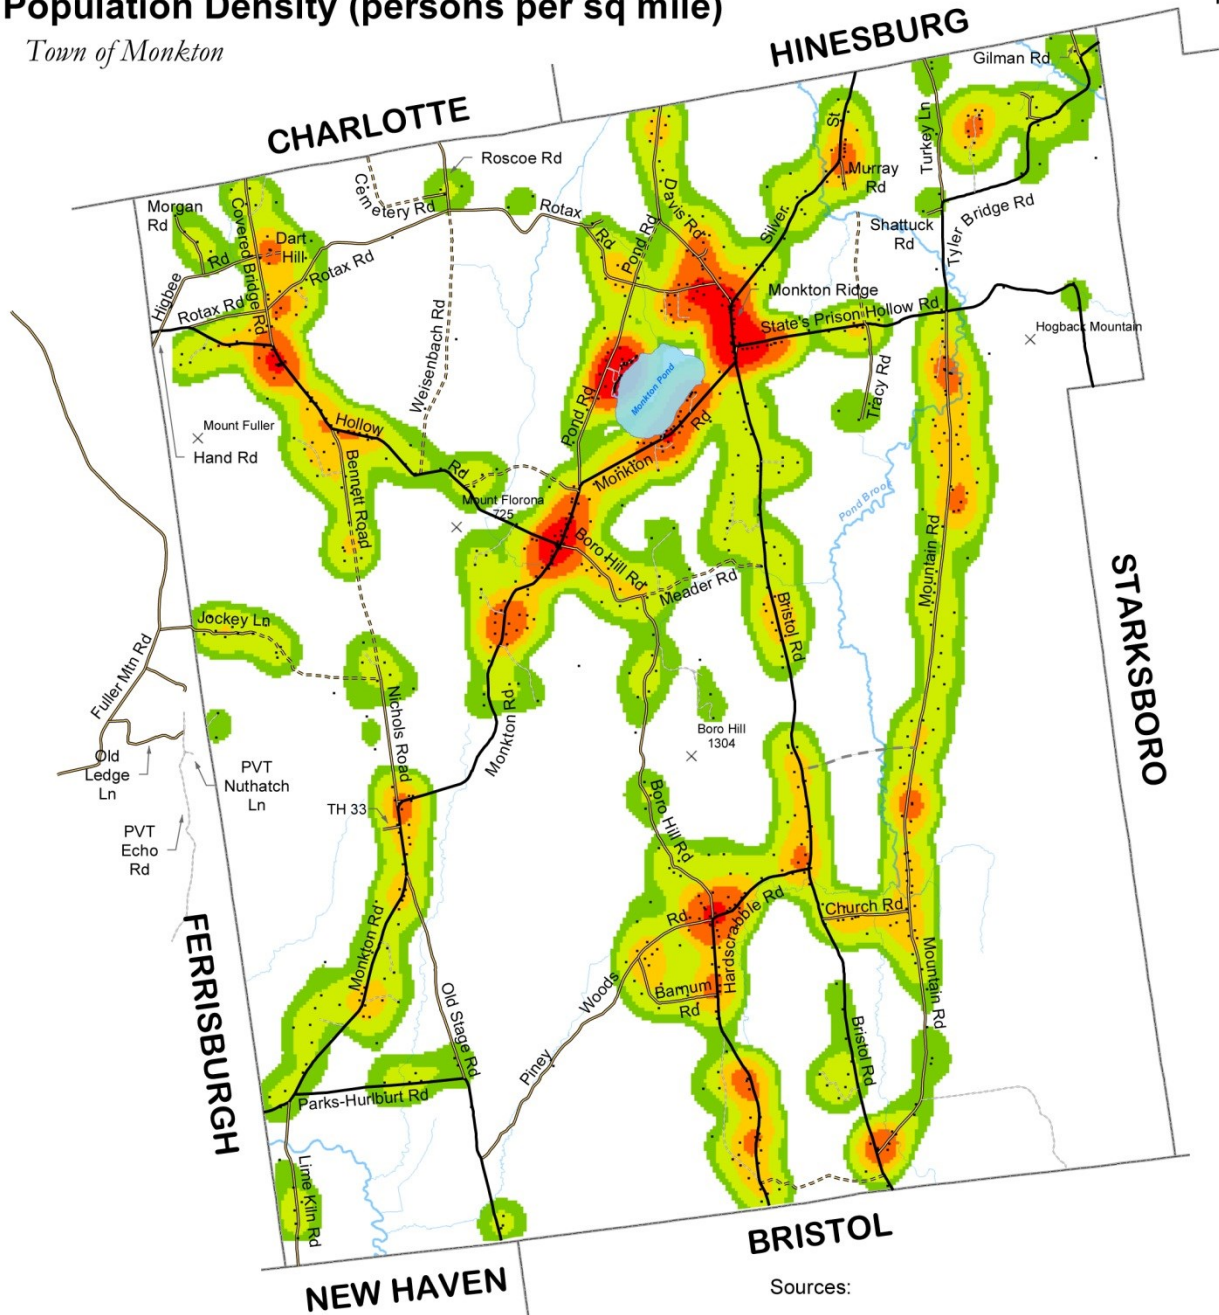 Population Density (persons per sq mile)
Town of Monkton
HINESBURG
CHARLOTTE
Gilman Rd
Roscoe Rd
Cemetery Rd
Morgan
Rd
Covered Bridge Rd
Dart
Hill
Rd
Rotax Rd
Rotax
Rd
Davis Rd
Pond Rd
St
Silver
Murray
Rd
Turkey Ln
Shattuck
Rd
Tyler Bridge Rd
Higbee
Rotax Rd
Monkton Ridge
State's Prison Hollow Rd
Hogback Mountain
Weisenbach Rd
Monkton Pond
Tracy Rd
Pond Rd
Rd
Monkton
Mount Fuller
Hand Rd
Hollow
Rd
Bennett Road
Mount Florona
725
Pond Brook
Boro Hill Rd
Meader Rd
Mountain Rd
Bristol Rd
STARKSBORO
Jockey Ln
Fuller Mtn Rd
Nichols Road
Monkton Rd
Boro Hill
1304
Old
Ledge
Ln
PVT
Nuthatch
Ln
TH 33
PVT
Echo
Rd
Boro Hill Rd
FERRISBURGH
Monkton Rd
Rd
Hardscrabble Rd
Church Rd
Woods
Barnum
Rd
Mountain Rd
Old Stage Rd
Piney
Bristol Rd
Parks-Hurlburt Rd
Lime Kiln Rd
BRISTOL
NEW HAVEN
Sources: